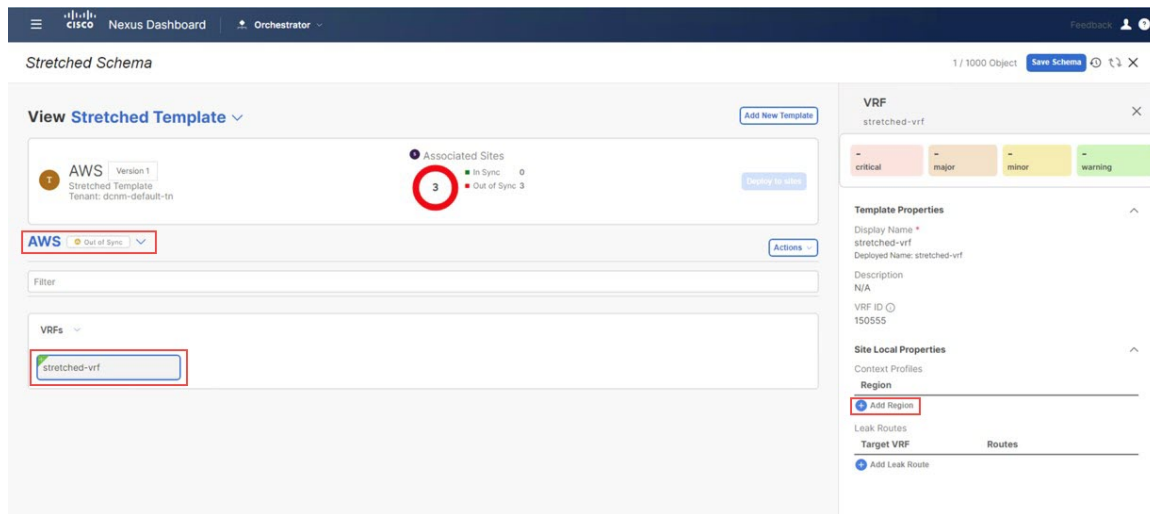 CISCO Nexus Dashboard Orchestrator Feedback
Stretched Schema 1 / 1000 Object Save Schema
View Stretched Template Add New Template
T AWS Version 1
Stretched Template
Tenant: dcnm-default-tn
Associated Sites
3
In Sync 0
Out of Sync 3
Deploy to sites
AWS Out of Sync Actions
Filter
VRFs
stretched-vrf
VRF
stretched-vrf
- - - -
critical major minor warning
Template Properties
Display Name *
stretched-vrf
Deployed Name: stretched-vrf
Description
N/A
VRF ID
150555
Site Local Properties
Context Profiles
Region
Add Region
Leak Routes
Target VRF Routes
Add Leak Route